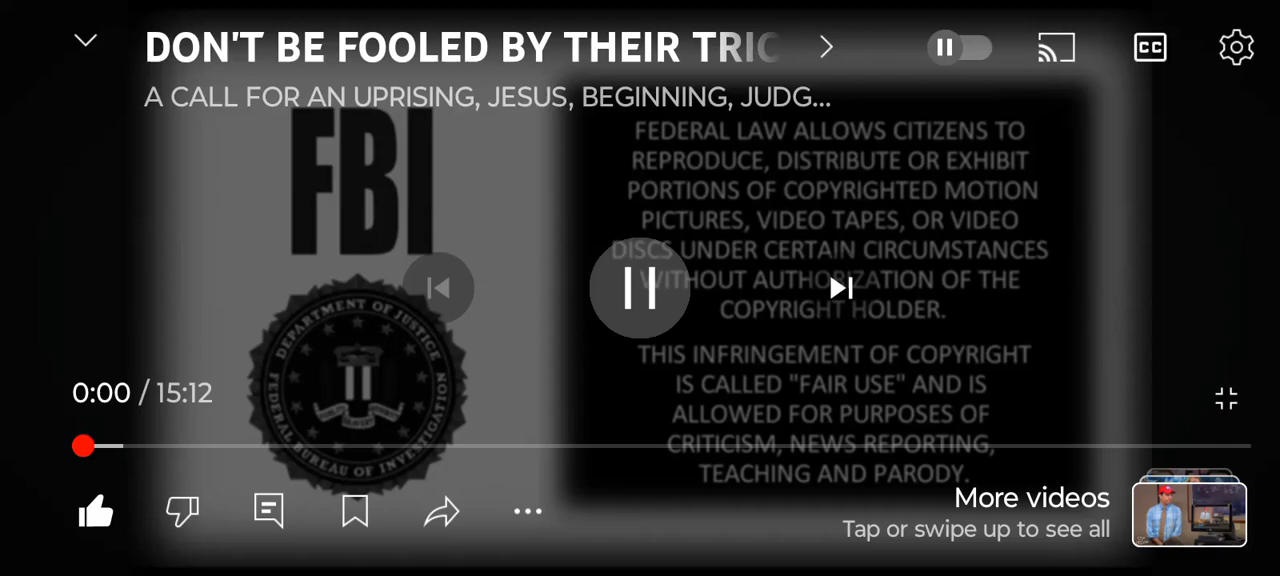 DON'T BE FOOLED BY THEIR TRIC
A CALL FOR AN UPRISING, JESUS, BEGINNING, JUDG...
CC
FBI
DEPARTMENT OF JUSTICE
FEDERAL BUREAU OF INVESTIGATION
FEDERAL LAW ALLOWS CITIZENS TO
REPRODUCE, DISTRIBUTE OR EXHIBIT
PORTIONS OF COPYRIGHTED MOTION
PICTURES, VIDEO TAPES, OR VIDEO
DISCS UNDER CERTAIN CIRCUMSTANCES
WITHOUT AUTHORIZATION OF THE
COPYRIGHT HOLDER.
THIS INFRINGEMENT OF COPYRIGHT
IS CALLED "FAIR USE" AND IS
ALLOWED FOR PURPOSES OF
CRITICISM, NEWS REPORTING,
TEACHING AND PARODY.
0:00 / 15:12
More videos
Tap or swipe up to see all